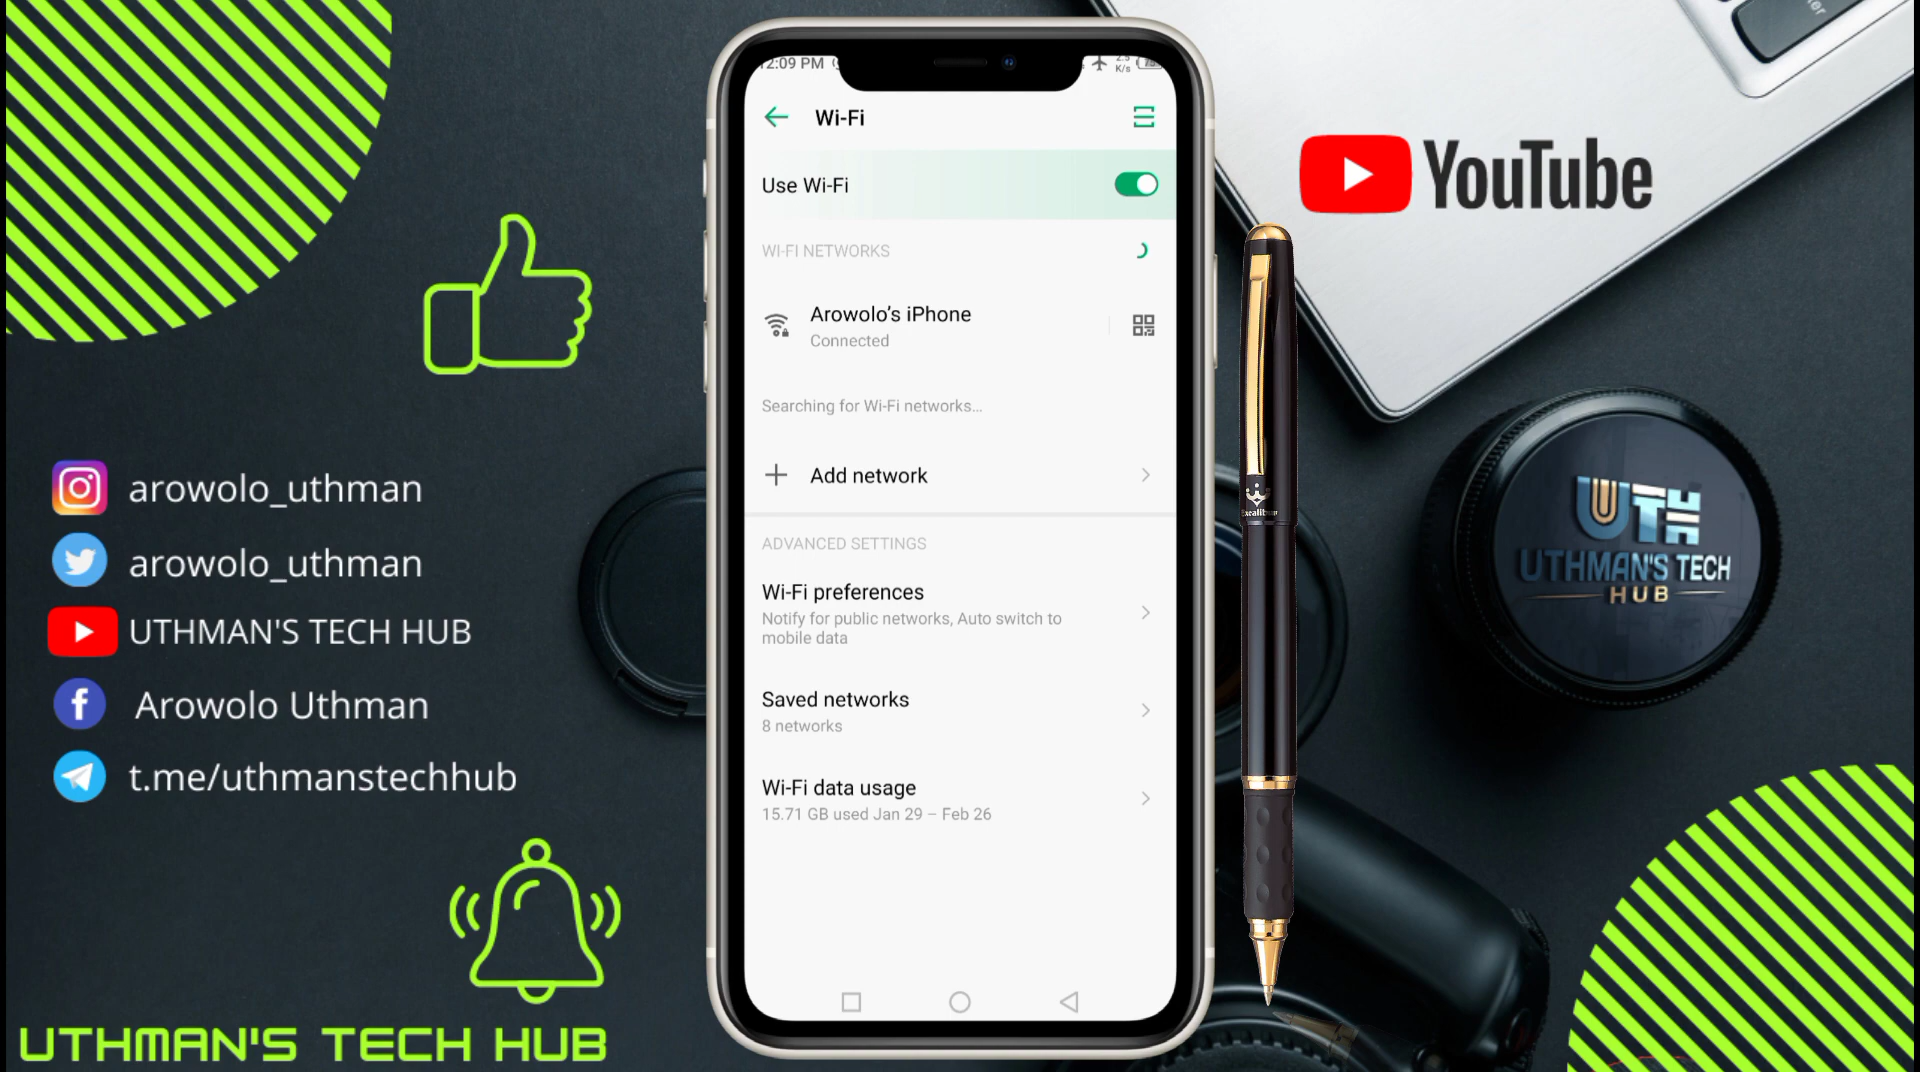 12:09 PM
2.5
K/s
Wi-Fi
Use Wi-Fi
WI-FI NETWORKS
Arowolo’s iPhone
Connected
Searching for Wi-Fi networks…
Add network
ADVANCED SETTINGS
Wi-Fi preferences
Notify for public networks, Auto switch to
mobile data
Saved networks
8 networks
Wi-Fi data usage
15.71 GB used Jan 29 – Feb 26
arowolo_uthman
arowolo_uthman
UTHMAN'S TECH HUB
Arowolo Uthman
t.me/uthmanstechhub
UTHMAN'S TECH HUB
YouTube
Excalibur
UTH
UTHMAN'S TECH
HUB